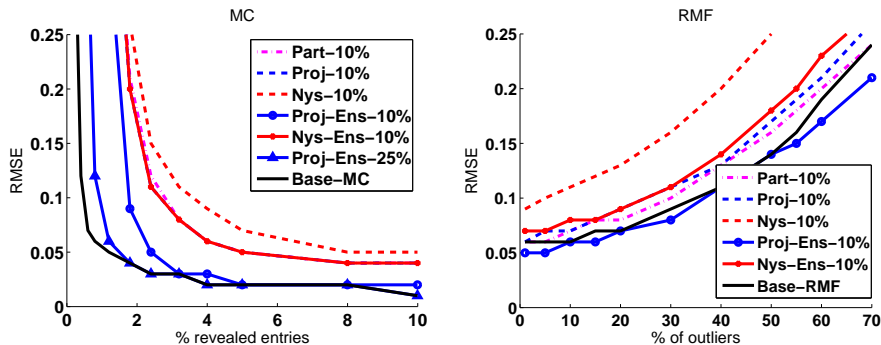 MC
RMSE
0.25
0.2
0.15
0.1
0.05
0
0 2 4 6 8 10
% revealed entries
Part−10%
Proj−10%
Nys−10%
Proj−Ens−10%
Nys−Ens−10%
Proj−Ens−25%
Base−MC
RMF
RMSE
0.25
0.2
0.15
0.1
0.05
0
0 10 20 30 40 50 60 70
% of outliers
Part−10%
Proj−10%
Nys−10%
Proj−Ens−10%
Nys−Ens−10%
Base−RMF